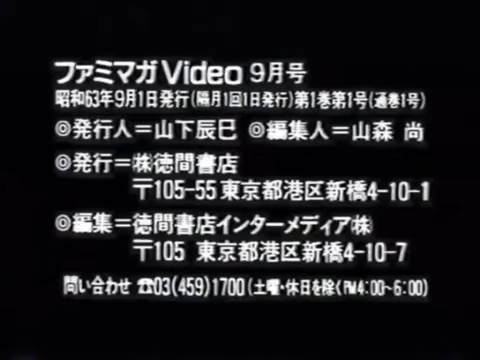 ファミマガVideo 9月号
昭和63年9月1日発行(隔月1回1日発行)第1巻第1号(通巻1号)
◎発行人=山下辰巳 ◎編集人=山森 尚
◎発行=㈱徳間書店
〒105-55 東京都港区新橋4-10-1
◎編集=徳間書店インターメディア㈱
〒105 東京都港区新橋4-10-7
問い合わせ ☎03(459)1700(土曜・休日を除くPM4:00~6:00)